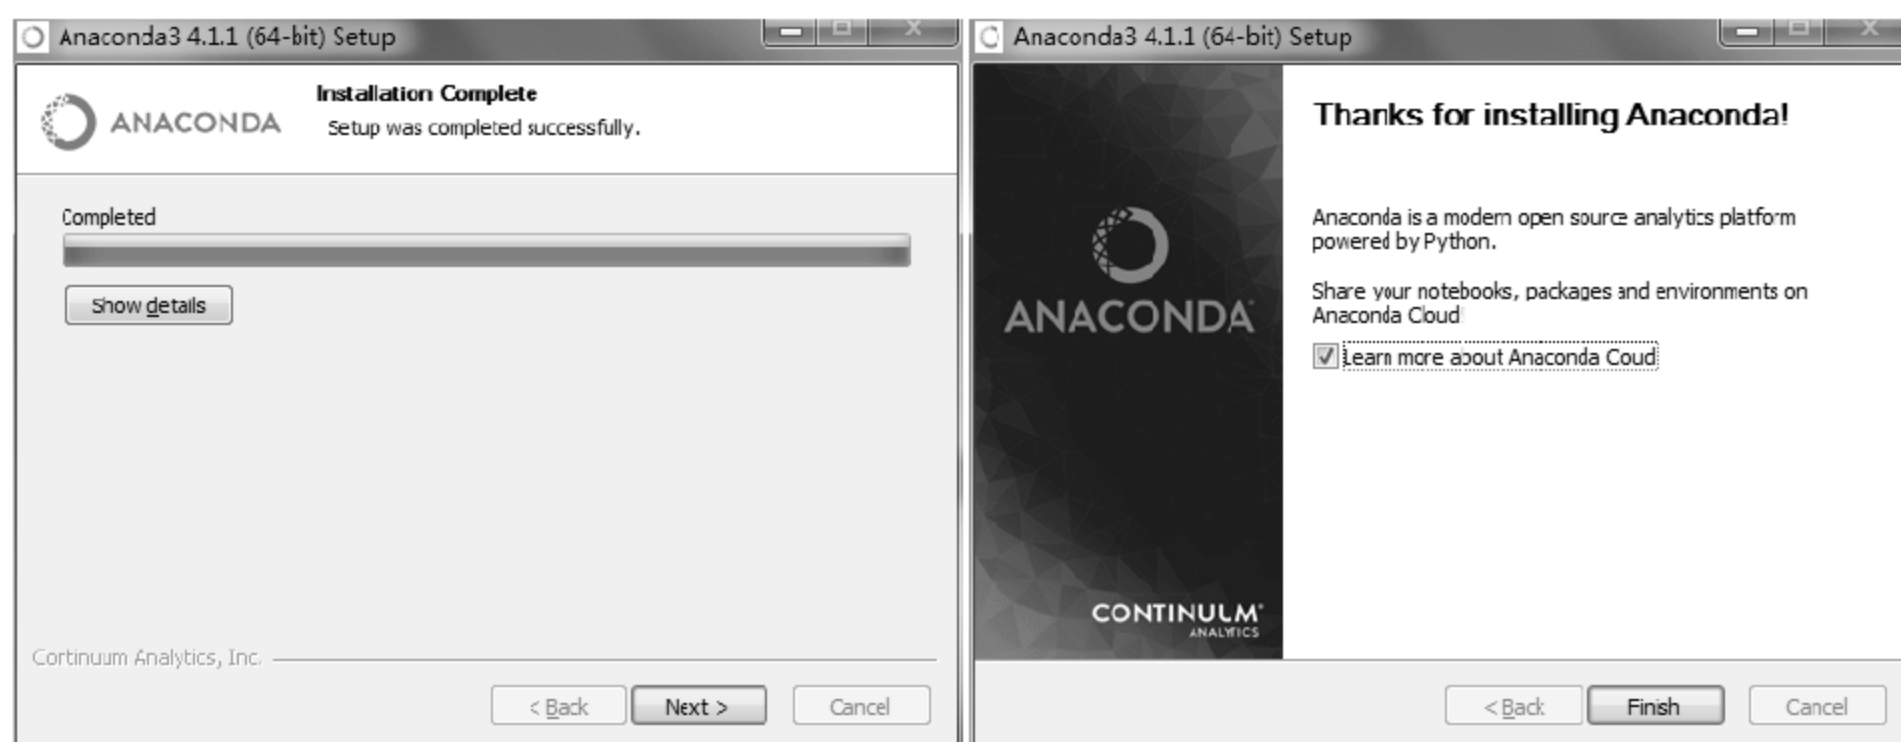 Anaconda3 4.1.1 (64-bit) Setup
ANACONDA
Installation Complete
Setup was completed successfully.
Completed
Show details
Cortinuum Analytics, Inc.
< Back
Next >
Cancel
Anaconda3 4.1.1 (64-bit) Setup
ANACONDA
CONTINULM
ANALYTICS
Thanks for installing Anaconda!
Anaconda is a modern open source analytics platform
powered by Python.
Share your notebooks, packages and environments on
Anaconda Cloud!
Learn more about Anaconda Coud
< Back
Finish
Cancel